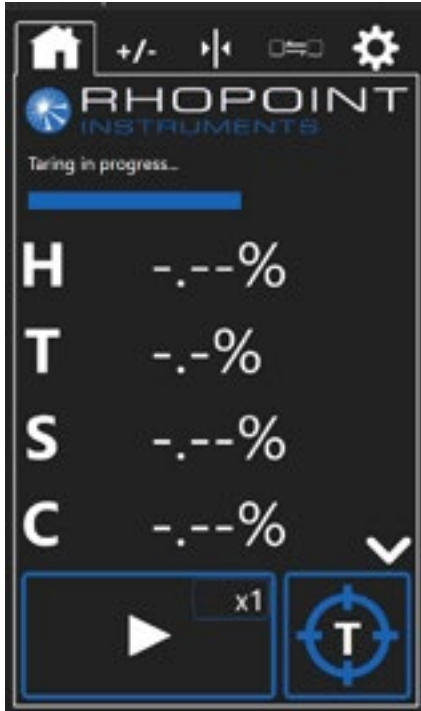 +/-
RHOPOINT
INSTRUMENTS
Taring in progress...
H -.--%
T -.-%
S -.--%
C -.--%
x1
T